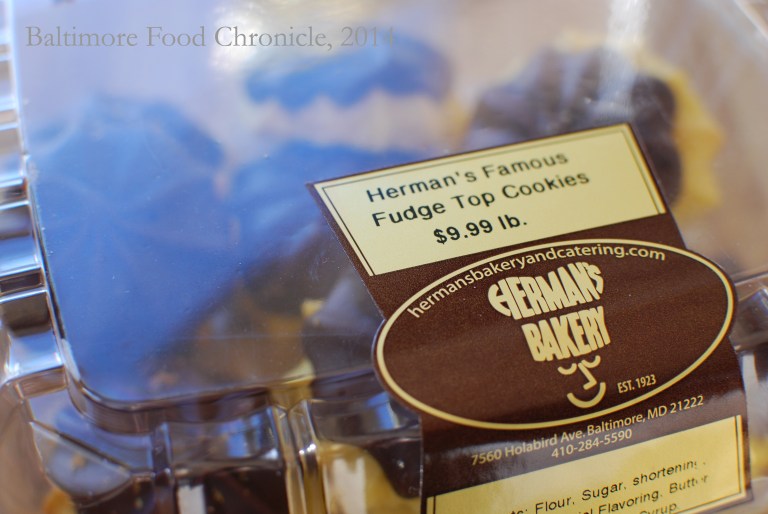 Baltimore Food Chronicle, 2014
Herman's Famous
Fudge Top Cookies
$9.99 lb.
hermansbakeryandcatering.com
HERMAN'S
BAKERY
EST. 1923
7560 Holabird Ave. Baltimore, MD 21222
410-284-5590
Flour, Sugar, shortening,
Flavoring, Butter
Syrup